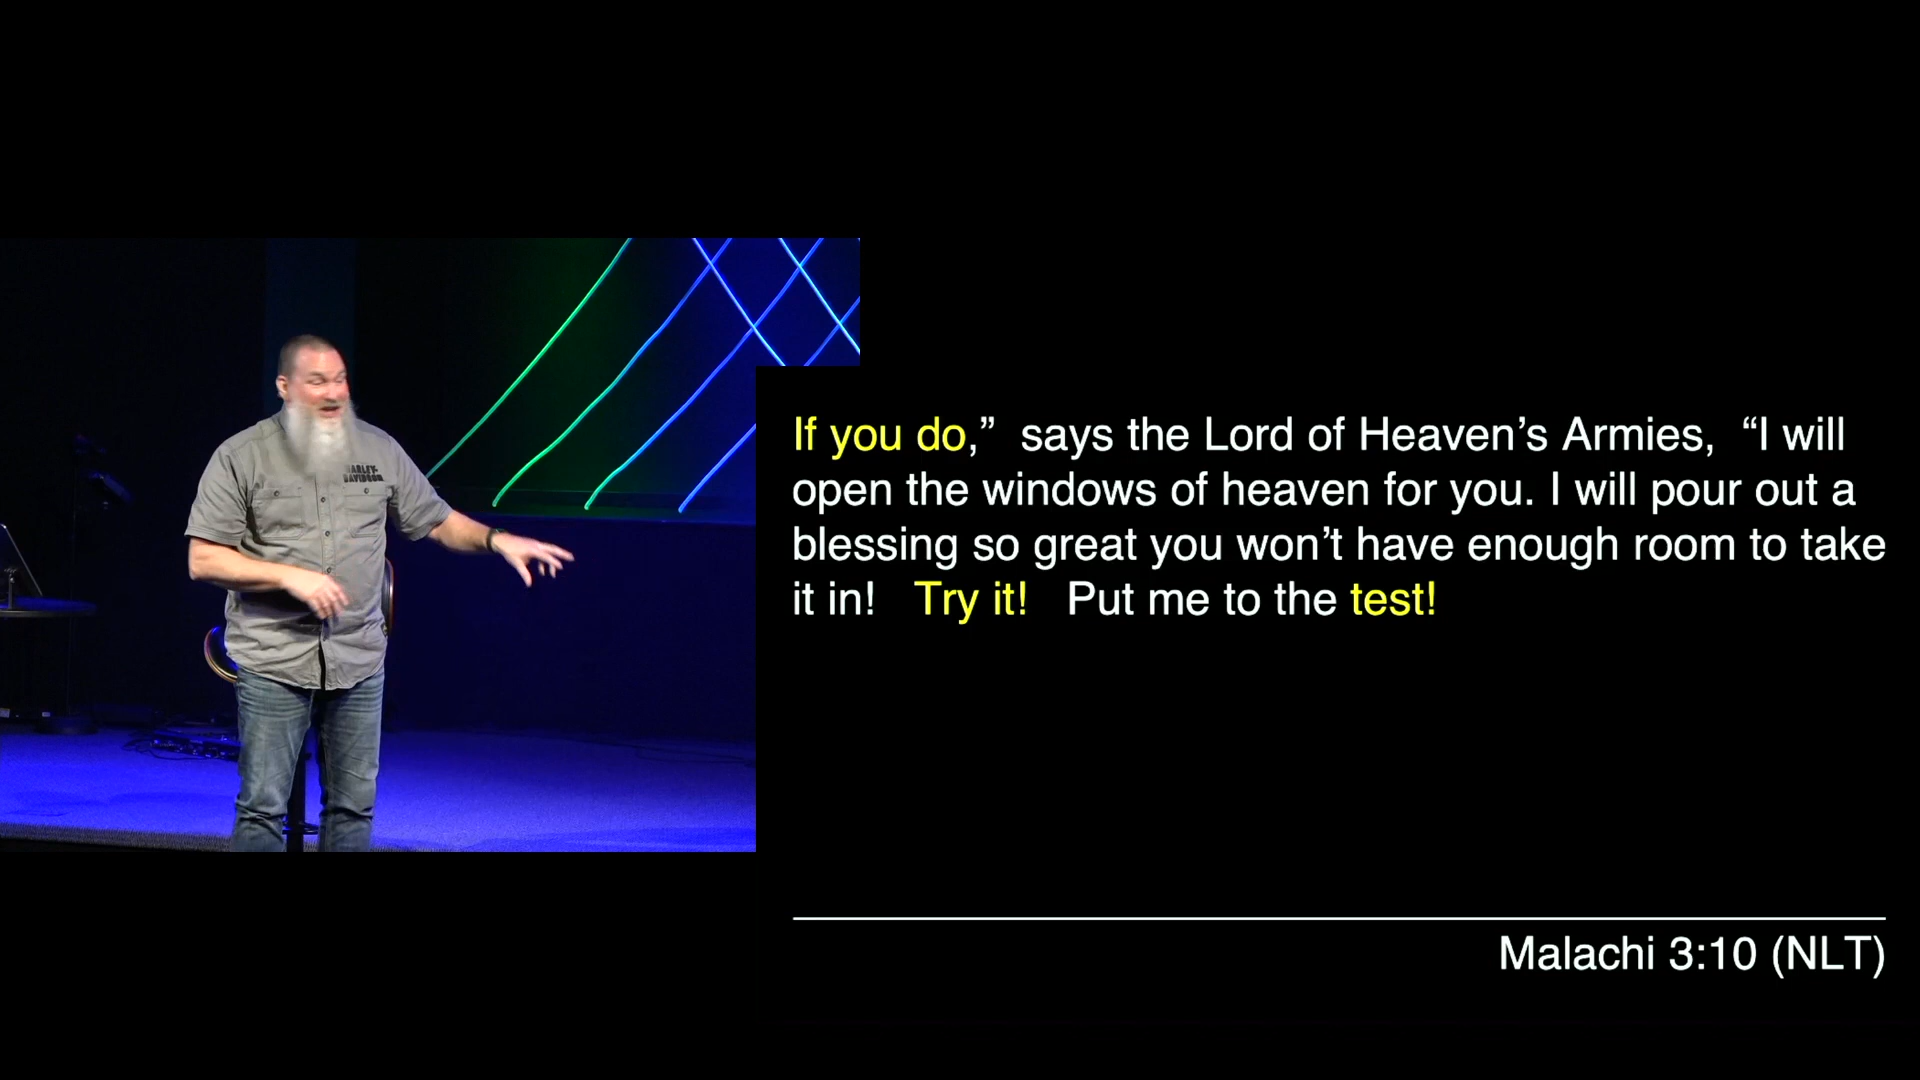 HARLEY-
DAVIDSON
If you do,” says the Lord of Heaven’s Armies, “I will
open the windows of heaven for you. I will pour out a
blessing so great you won’t have enough room to take
it in! Try it! Put me to the test!
Malachi 3:10 (NLT)